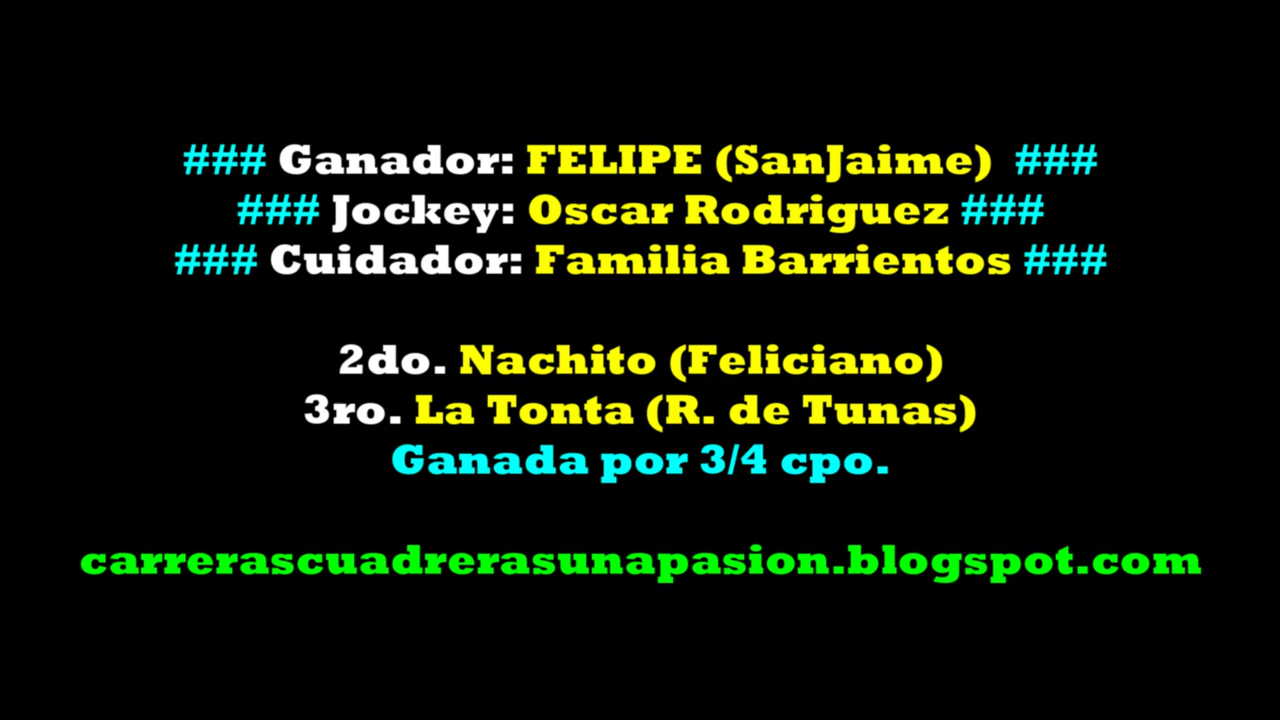 ### Ganador: FELIPE (SanJaime) ###
### Jockey: Oscar Rodriguez ###
### Cuidador: Familia Barrientos ###
2do. Nachito (Feliciano)
3ro. La Tonta (R. de Tunas)
Ganada por 3/4 cpo.
carrerascuadrerasunapasion.blogspot.com